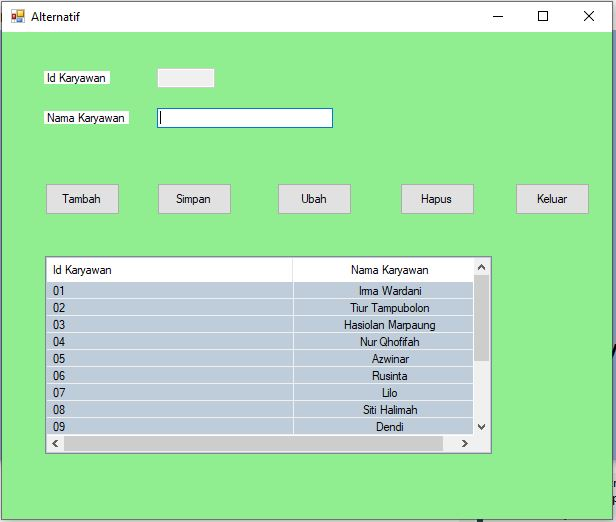 Alternatif
Id Karyawan
Nama Karyawan
Tambah Simpan Ubah Hapus Keluar
Id Karyawan Nama Karyawan
01 Irma Wardani
02 Tiur Tampubolon
03 Hasiolan Marpaung
04 Nur Qhofifah
05 Azwinar
06 Rusinta
07 Lilo
08 Siti Halimah
09 Dendi